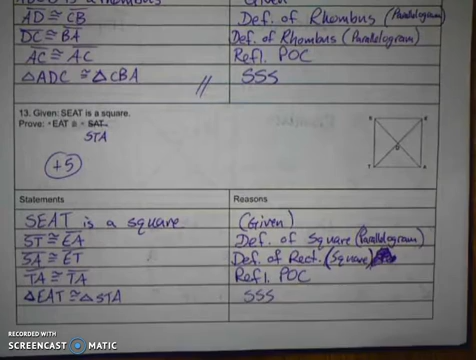 AD ≅ CB Def. of Rhombus (Parallelogram)
DC ≅ BA Def. of Rhombus (Parallelogram)
AC ≅ AC Refl. POC
△ADC ≅ △CBA // SSS
13. Given: SEAT is a square.
Prove: EAT ≅ SAT
STA
+5
Statements Reasons
SEAT is a square (Given)
ST ≅ EA Def. of Square (Parallelogram)
SA ≅ ET Def. of Rect. (Square)
TA ≅ TA Refl. POC
△EAT ≅ △STA SSS
RECORDED WITH
SCREENCAST MATIC